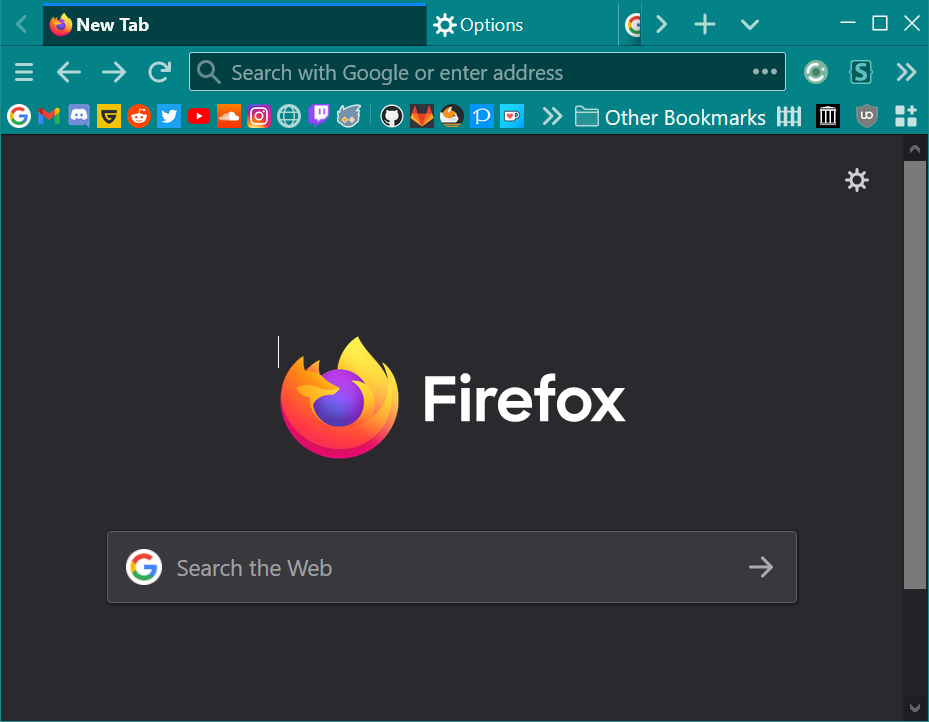 New Tab
Options
Search with Google or enter address
Other Bookmarks
Firefox
Search the Web